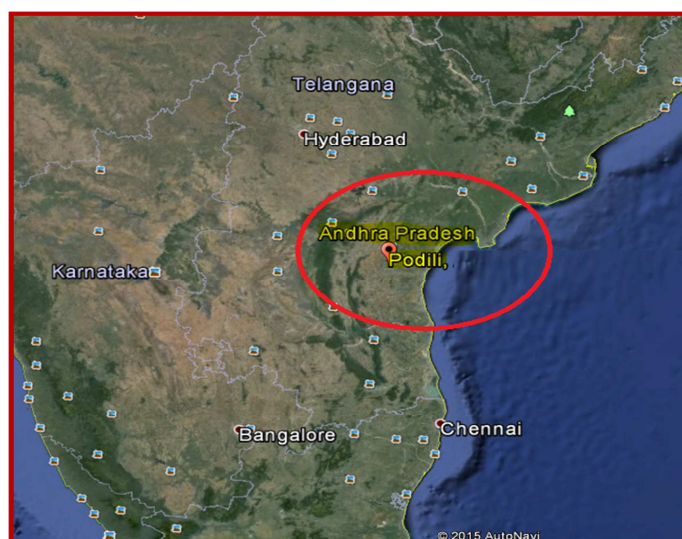 Telangana
Hyderabad
Andhra Pradesh
Podili,
Karnataka
Bangalore
Chennai
© 2015 AutoNavi